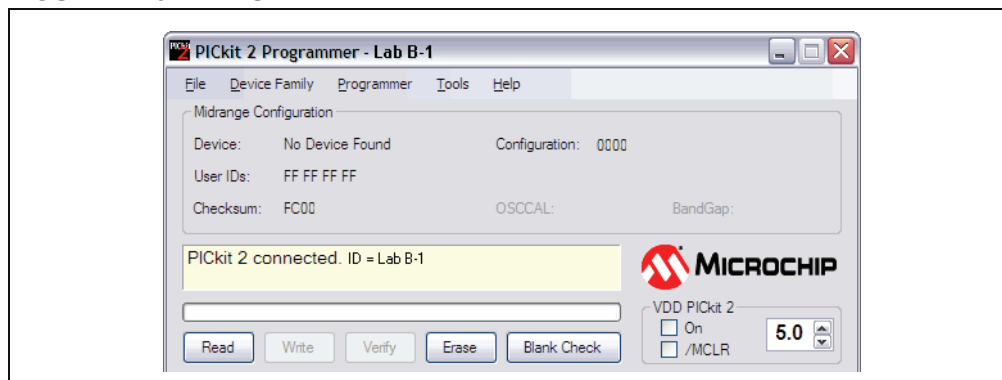 PICkit 2 Programmer - Lab B-1
File Device Family Programmer Tools Help
Midrange Configuration
Device: No Device Found Configuration: 0000
User IDs: FF FF FF FF
Checksum: FC00 OSCCAL: BandGap:
PICkit 2 connected. ID = Lab B-1
MICROCHIP
VDD PICkit 2
On
/MCLR
5.0
Read Write Verify Erase Blank Check